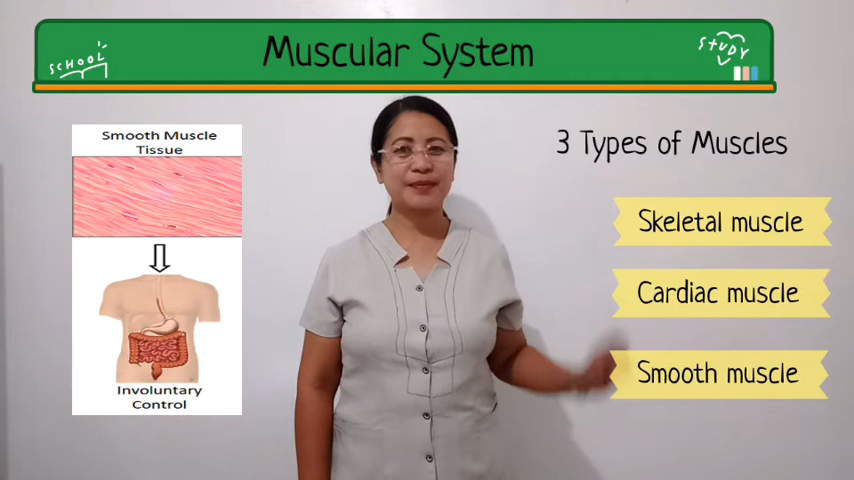 Muscular System
SCHOOL
STUDY
Smooth Muscle
Tissue
Involuntary
Control
3 Types of Muscles
Skeletal muscle
Cardiac muscle
Smooth muscle